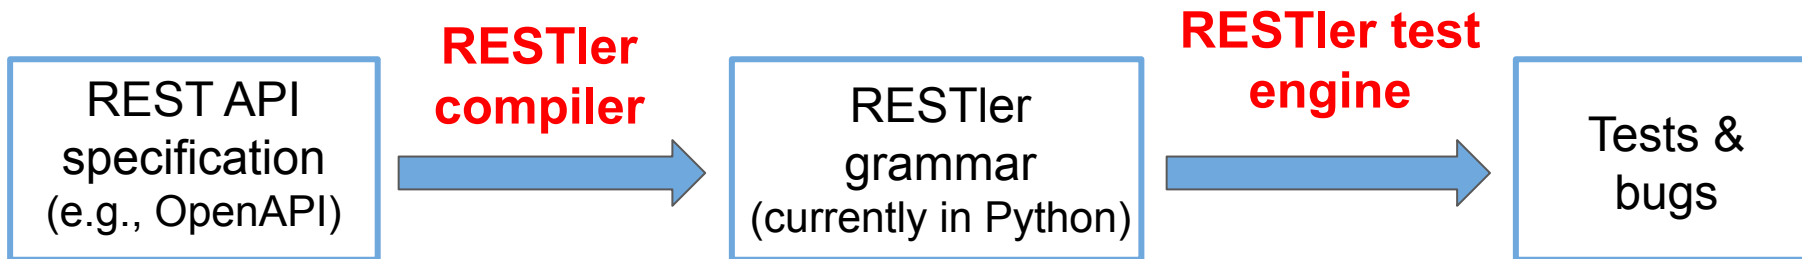 REST API
specification
(e.g., OpenAPI)
RESTler
compiler
RESTler
grammar
(currently in Python)
RESTler test
engine
Tests &
bugs